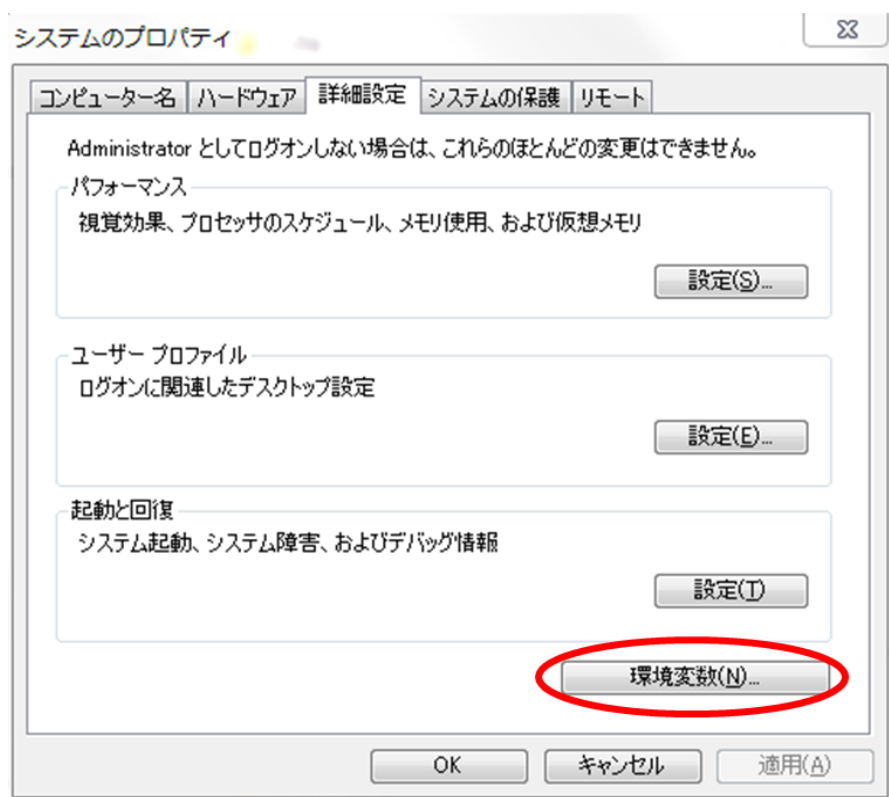 システムのプロパティ
コンピューター名 ハードウェア 詳細設定 システムの保護 リモート
Administrator としてログオンしない場合は、これらのほとんどの変更はできません。
パフォーマンス
視覚効果、プロセッサのスケジュール、メモリ使用、および仮想メモリ
設定(S)...
ユーザー プロファイル
ログオンに関連したデスクトップ設定
設定(E)...
起動と回復
システム起動、システム障害、およびデバッグ情報
設定(T)
環境変数(N)...
OK キャンセル 適用(A)